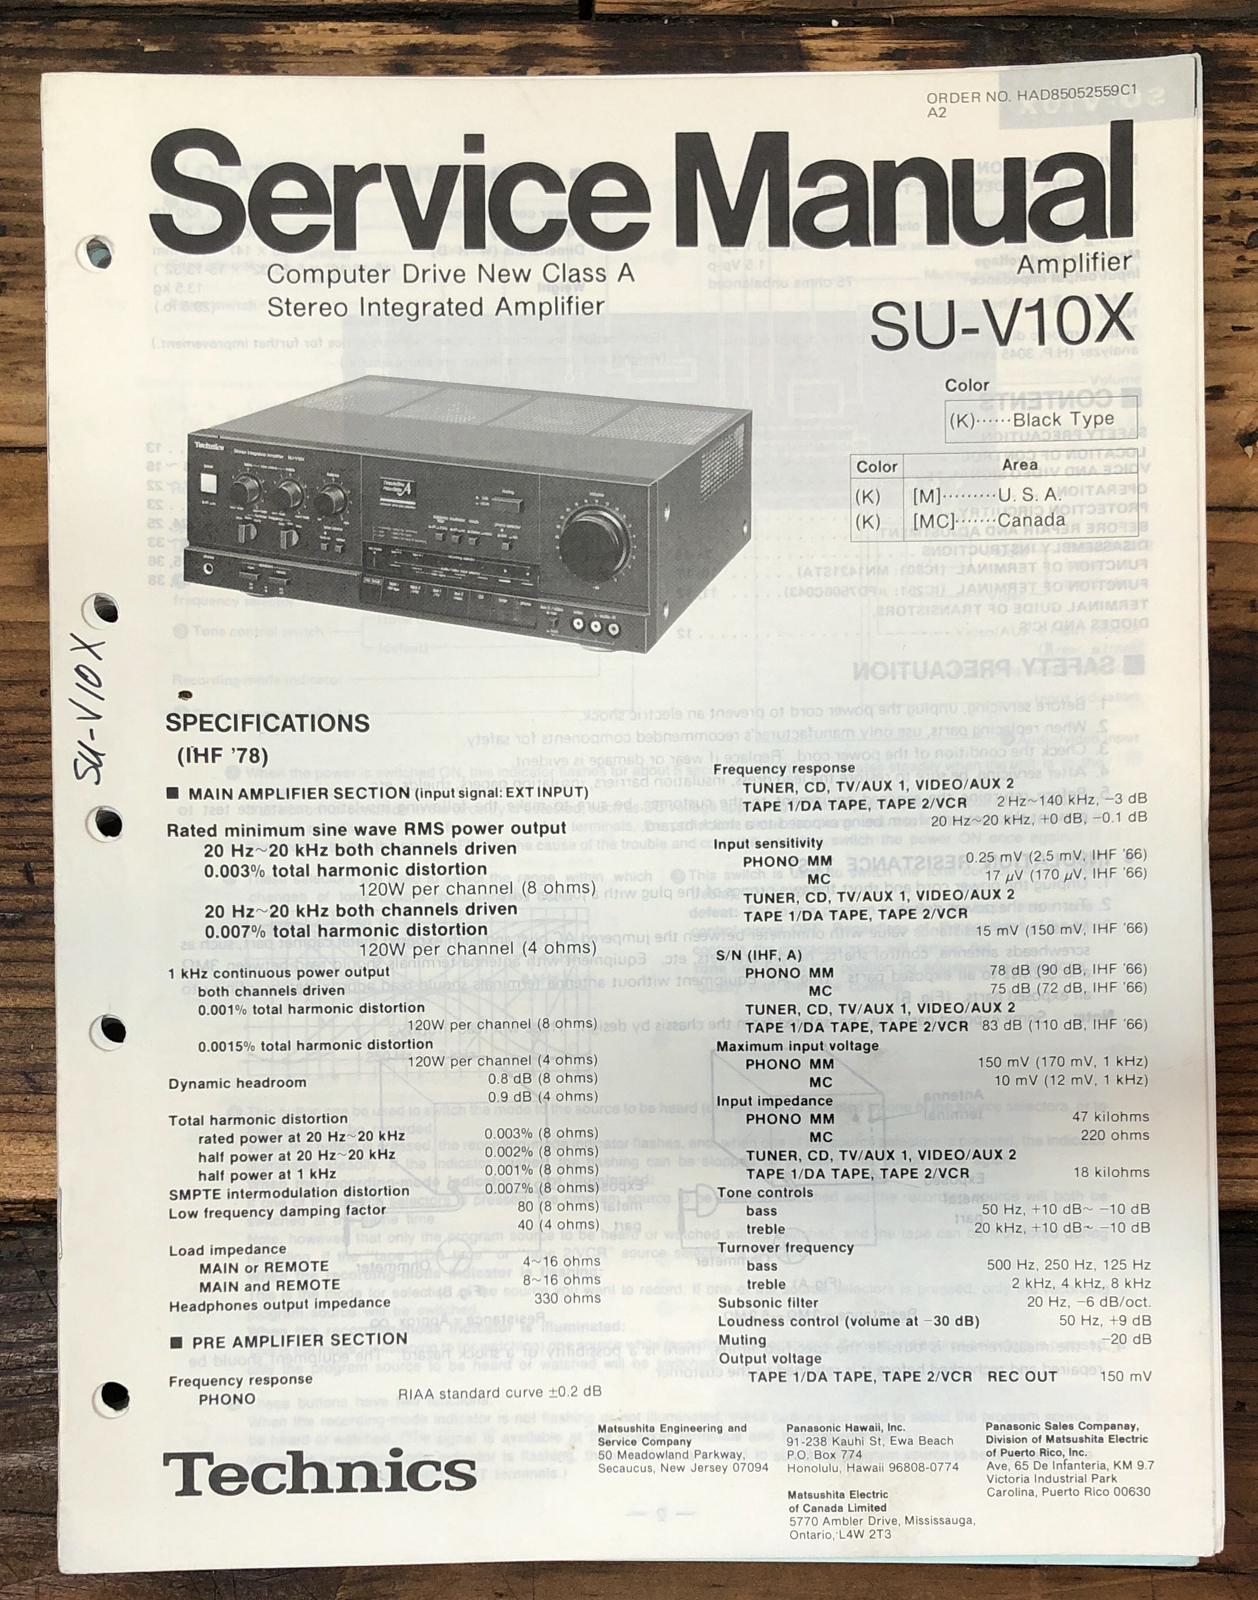 ORDER NO. HAD85052559C1
A2
Service Manual
Computer Drive New Class A
Stereo Integrated Amplifier
Amplifier
SU-V10X
Color
(K)······Black Type
Color Area
(K) [M]·········U. S. A.
(K) [MC]·······Canada
Technics
SU-V10X
SPECIFICATIONS
(IHF '78)
■ MAIN AMPLIFIER SECTION (input signal: EXT INPUT)
Rated minimum sine wave RMS power output
20 Hz~20 kHz both channels driven
0.003% total harmonic distortion
120W per channel (8 ohms)
20 Hz~20 kHz both channels driven
0.007% total harmonic distortion
120W per channel (4 ohms)
1 kHz continuous power output
both channels driven
0.001% total harmonic distortion
120W per channel (8 ohms)
0.0015% total harmonic distortion
120W per channel (4 ohms)
Dynamic headroom 0.8 dB (8 ohms)
0.9 dB (4 ohms)
Total harmonic distortion
rated power at 20 Hz~20 kHz 0.003% (8 ohms)
half power at 20 Hz~20 kHz 0.002% (8 ohms)
half power at 1 kHz 0.001% (8 ohms)
SMPTE intermodulation distortion 0.007% (8 ohms)
Low frequency damping factor 80 (8 ohms)
40 (4 ohms)
Load impedance
MAIN or REMOTE 4~16 ohms
MAIN and REMOTE 8~16 ohms
Headphones output impedance 330 ohms
■ PRE AMPLIFIER SECTION
Frequency response
PHONO RIAA standard curve ±0.2 dB
Frequency response
TUNER, CD, TV/AUX 1, VIDEO/AUX 2
TAPE 1/DA TAPE, TAPE 2/VCR 2 Hz~140 kHz, −3 dB
20 Hz~20 kHz, +0 dB, −0.1 dB
Input sensitivity
PHONO MM 0.25 mV (2.5 mV, IHF '66)
MC 17 μV (170 μV, IHF '66)
TUNER, CD, TV/AUX 1, VIDEO/AUX 2
TAPE 1/DA TAPE, TAPE 2/VCR
15 mV (150 mV, IHF '66)
S/N (IHF, A)
PHONO MM 78 dB (90 dB, IHF '66)
MC 75 dB (72 dB, IHF '66)
TUNER, CD, TV/AUX 1, VIDEO/AUX 2
TAPE 1/DA TAPE, TAPE 2/VCR 83 dB (110 dB, IHF '66)
Maximum input voltage
PHONO MM 150 mV (170 mV, 1 kHz)
MC 10 mV (12 mV, 1 kHz)
Input impedance
PHONO MM 47 kilohms
MC 220 ohms
TUNER, CD, TV/AUX 1, VIDEO/AUX 2
TAPE 1/DA TAPE, TAPE 2/VCR 18 kilohms
Tone controls
bass 50 Hz, +10 dB~ −10 dB
treble 20 kHz, +10 dB~ −10 dB
Turnover frequency
bass 500 Hz, 250 Hz, 125 Hz
treble 2 kHz, 4 kHz, 8 kHz
Subsonic filter 20 Hz, −6 dB/oct.
Loudness control (volume at −30 dB) 50 Hz, +9 dB
Muting −20 dB
Output voltage
TAPE 1/DA TAPE, TAPE 2/VCR REC OUT 150 mV
Technics
Matsushita Engineering and
Service Company
50 Meadowland Parkway,
Secaucus, New Jersey 07094
Panasonic Hawaii, Inc.
91-238 Kauhi St, Ewa Beach
P.O. Box 774
Honolulu, Hawaii 96808-0774
Matsushita Electric
of Canada Limited
5770 Ambler Drive, Mississauga,
Ontario, L4W 2T3
Panasonic Sales Companay,
Division of Matsushita Electric
of Puerto Rico, Inc.
Ave, 65 De Infanteria, KM 9.7
Victoria Industrial Park
Carolina, Puerto Rico 00630